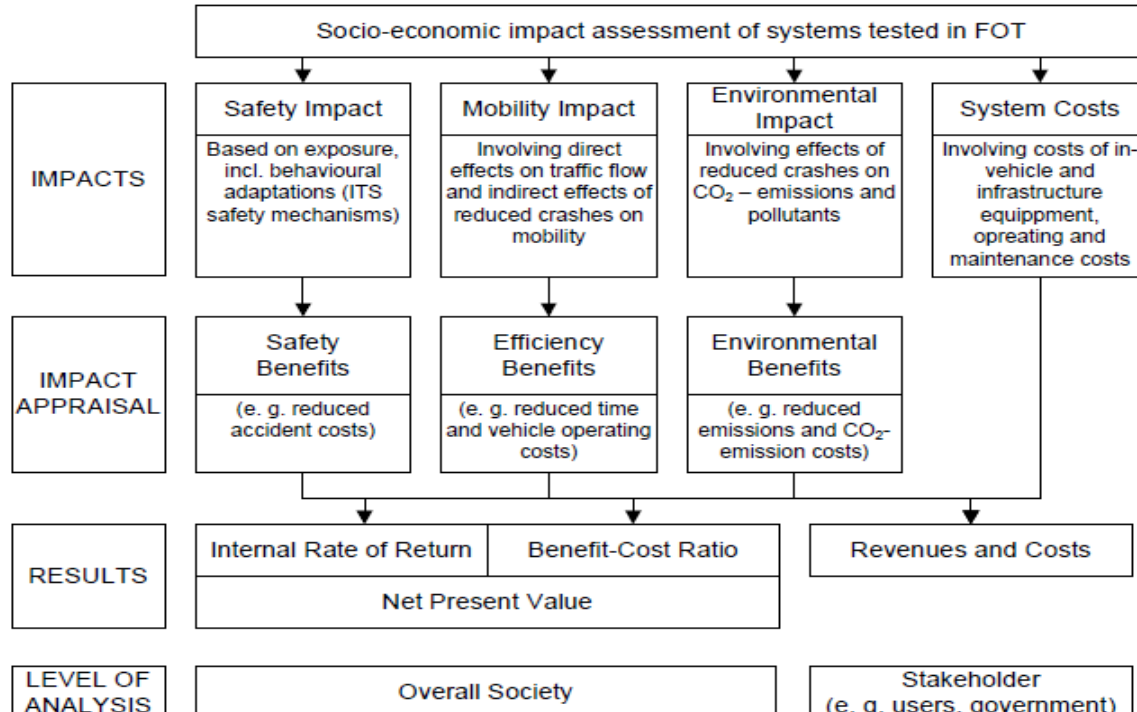 Socio-economic impact assessment of systems tested in FOT
IMPACTS
Safety Impact
Based on exposure,
incl. behavioural
adaptations (ITS
safety mechanisms)
Mobility Impact
Involving direct
effects on traffic flow
and indirect effects of
reduced crashes on
mobility
Environmental
Impact
Involving effects of
reduced crashes on
CO₂ – emissions and
pollutants
System Costs
Involving costs of in-
vehicle and
infrastructure
equippment,
opreating and
maintenance costs
IMPACT
APPRAISAL
Safety
Benefits
(e. g. reduced
accident costs)
Efficiency
Benefits
(e. g. reduced time
and vehicle operating
costs)
Environmental
Benefits
(e. g. reduced
emissions and CO₂-
emission costs)
RESULTS
Internal Rate of Return
Benefit-Cost Ratio
Net Present Value
Revenues and Costs
LEVEL OF
ANALYSIS
Overall Society
Stakeholder
(e. g. users, government)